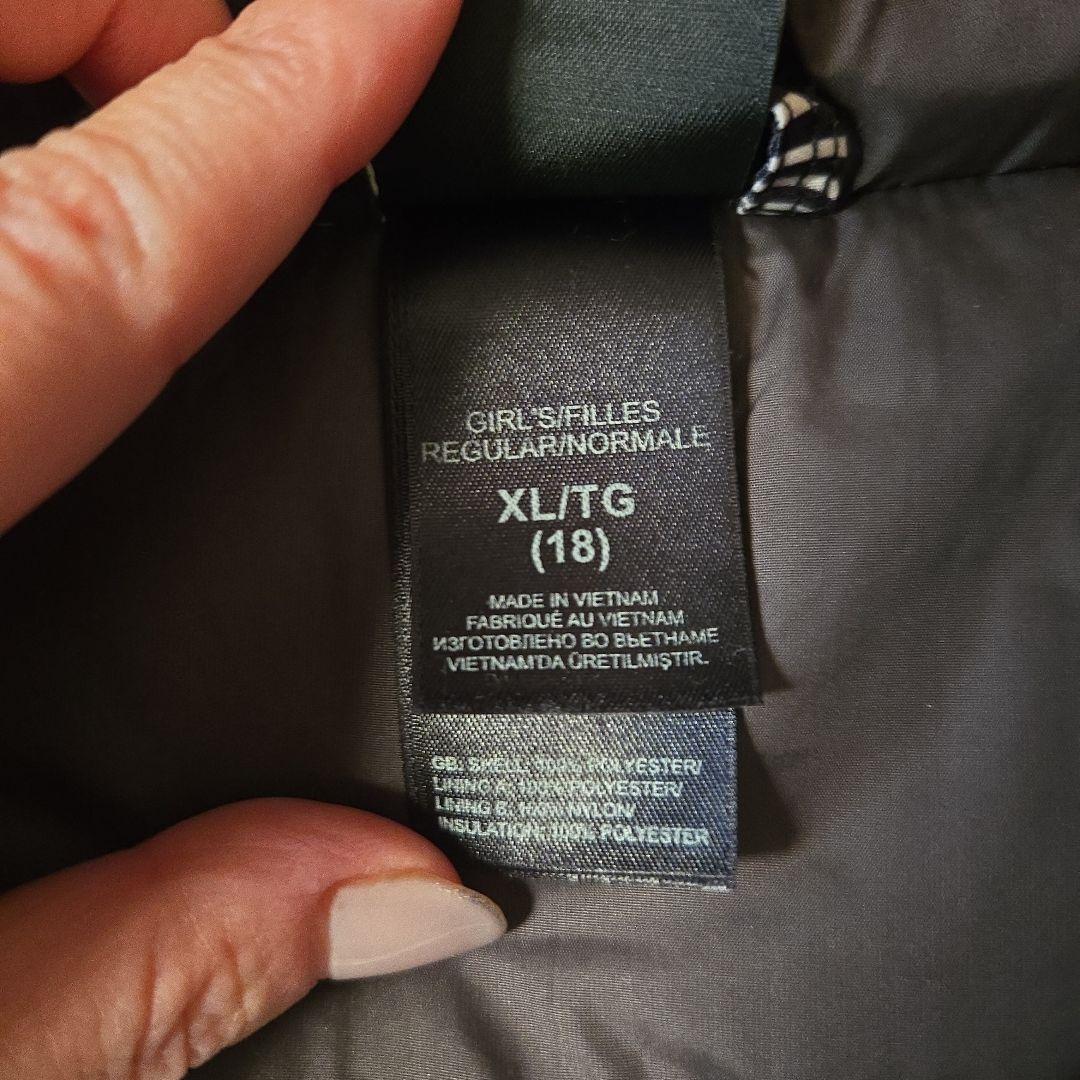 GIRL'S/FILLES
REGULAR/NORMALE
XL/TG
(18)
MADE IN VIETNAM
FABRIQUÉ AU VIETNAM
ИЗГОТОВЛЕНО ВО ВЬЕТНАМЕ
VIETNAM'DA ÜRETILMIŞTIR.
GB. SHELL: 100% POLYESTER/
LINING A: 100% POLYESTER/
LINING B: 100% NYLON/
INSULATION: 100% POLYESTER